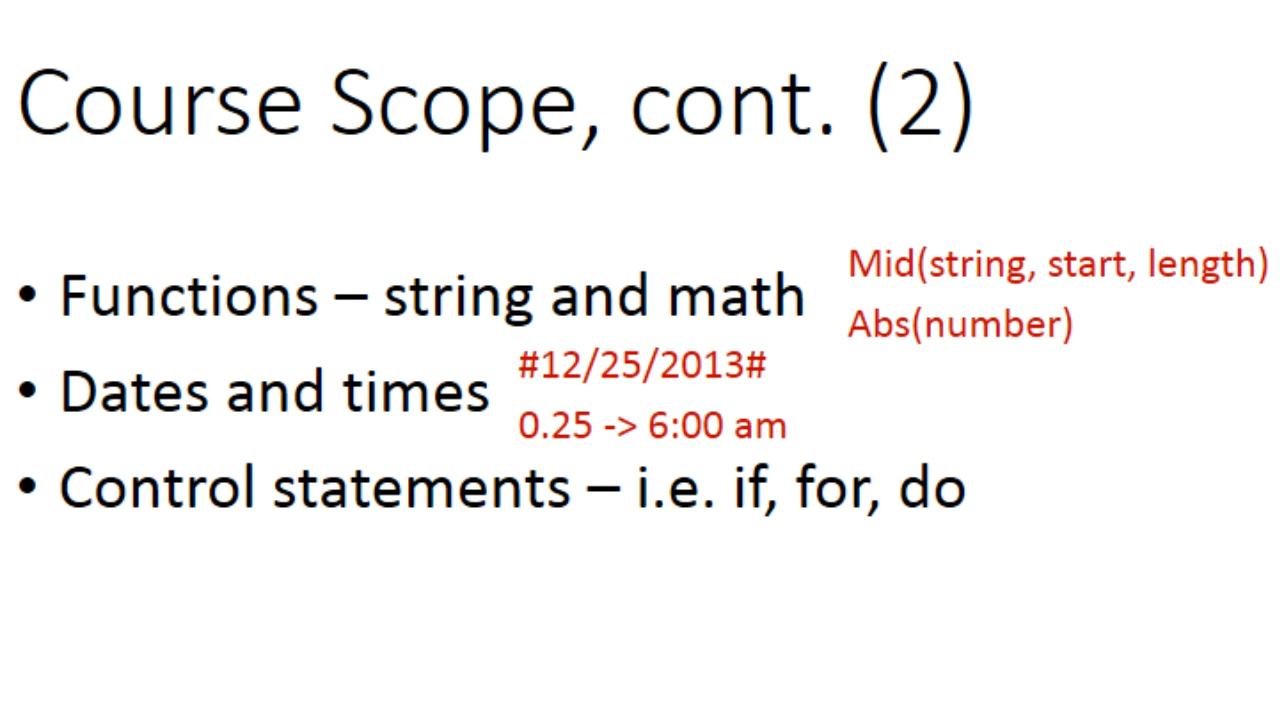 Course Scope, cont. (2)
• Functions – string and math
Mid(string, start, length)
Abs(number)
• Dates and times
#12/25/2013#
0.25 -> 6:00 am
• Control statements – i.e. if, for, do